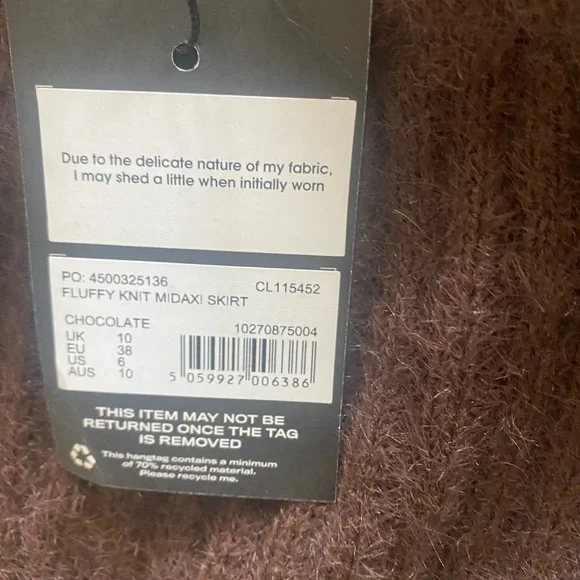 Due to the delicate nature of my fabric,
I may shed a little when initially worn
PO: 4500325136 CL115452
FLUFFY KNIT MIDAXI SKIRT
CHOCOLATE 10270875004
UK 10
EU 38
US 6
AUS 10
5 059927 006386
THIS ITEM MAY NOT BE
RETURNED ONCE THE TAG
IS REMOVED
This hangtag contains a minimum
of 70% recycled material.
Please recycle me.